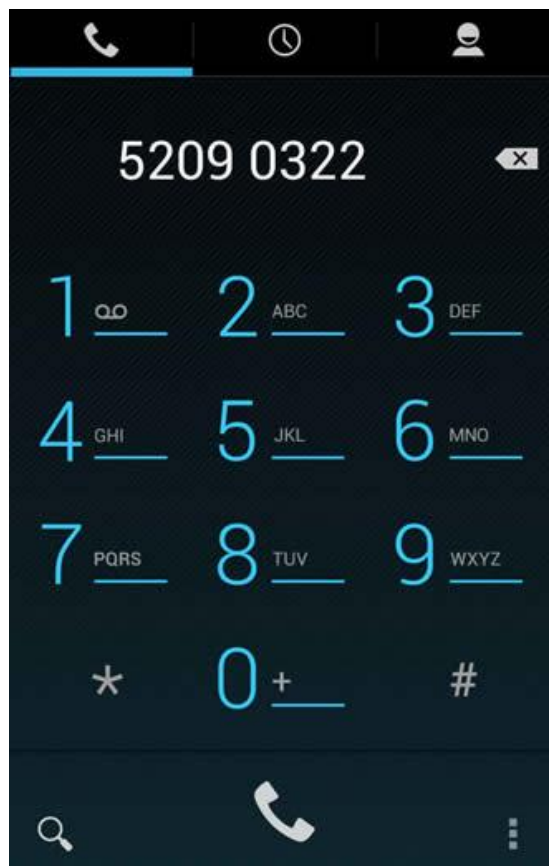 5209 0322
1 2 ABC 3 DEF
4 GHI 5 JKL 6 MNO
7 PQRS 8 TUV 9 WXYZ
* 0 + #